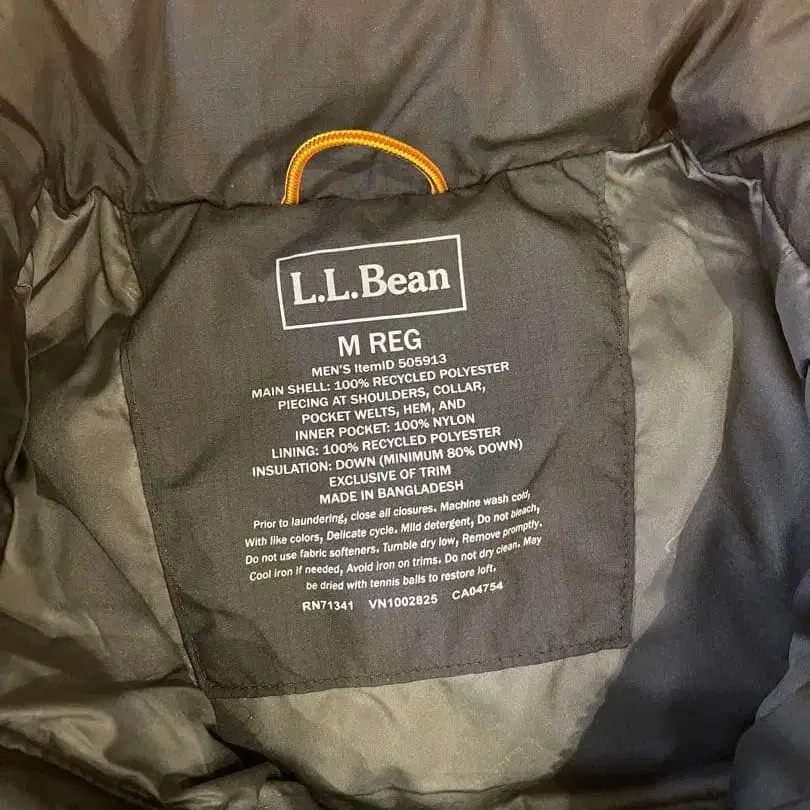 L.L.Bean
M REG
MEN'S ItemID 505913
MAIN SHELL: 100% RECYCLED POLYESTER
PIECING AT SHOULDERS, COLLAR,
POCKET WELTS, HEM, AND
INNER POCKET: 100% NYLON
LINING: 100% RECYCLED POLYESTER
INSULATION: DOWN (MINIMUM 80% DOWN)
EXCLUSIVE OF TRIM
MADE IN BANGLADESH
Prior to laundering, close all closures. Machine wash cold,
With like colors, Delicate cycle. Mild detergent, Do not bleach,
Do not use fabric softeners. Tumble dry low, Remove promptly.
Cool iron if needed, Avoid iron on trims. Do not dry clean. May
be dried with tennis balls to restore loft.
RN71341 VN1002825 CA04754